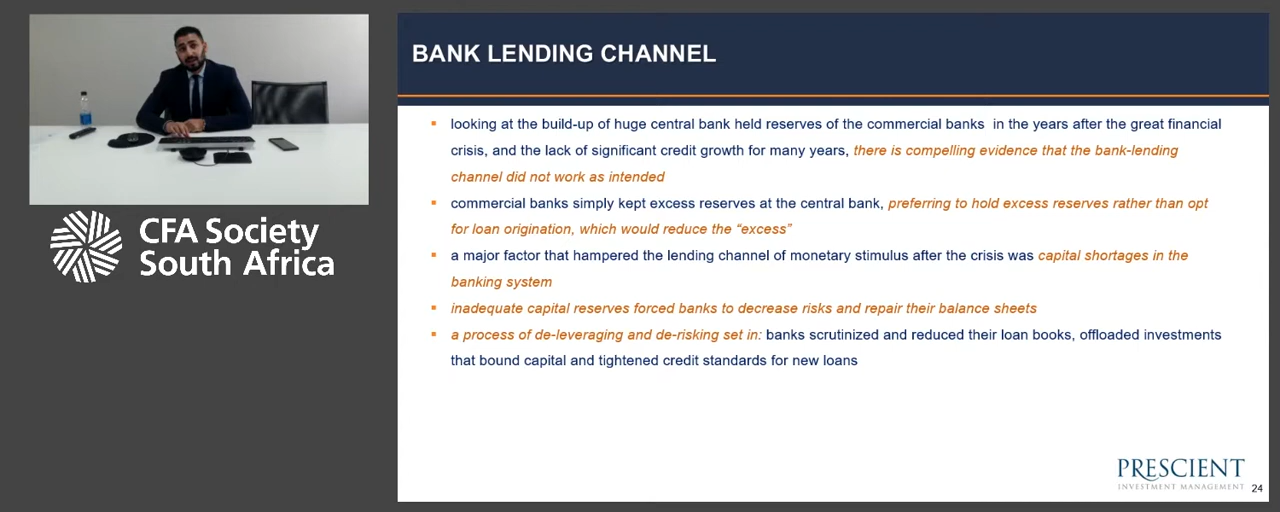 BANK LENDING CHANNEL
looking at the build-up of huge central bank held reserves of the commercial banks in the years after the great financial
crisis, and the lack of significant credit growth for many years, there is compelling evidence that the bank-lending
channel did not work as intended
commercial banks simply kept excess reserves at the central bank, preferring to hold excess reserves rather than opt
for loan origination, which would reduce the “excess”
a major factor that hampered the lending channel of monetary stimulus after the crisis was capital shortages in the
banking system
inadequate capital reserves forced banks to decrease risks and repair their balance sheets
a process of de-leveraging and de-risking set in: banks scrutinized and reduced their loan books, offloaded investments
that bound capital and tightened credit standards for new loans
CFA Society
South Africa
PRESCIENT
INVESTMENT MANAGEMENT
24